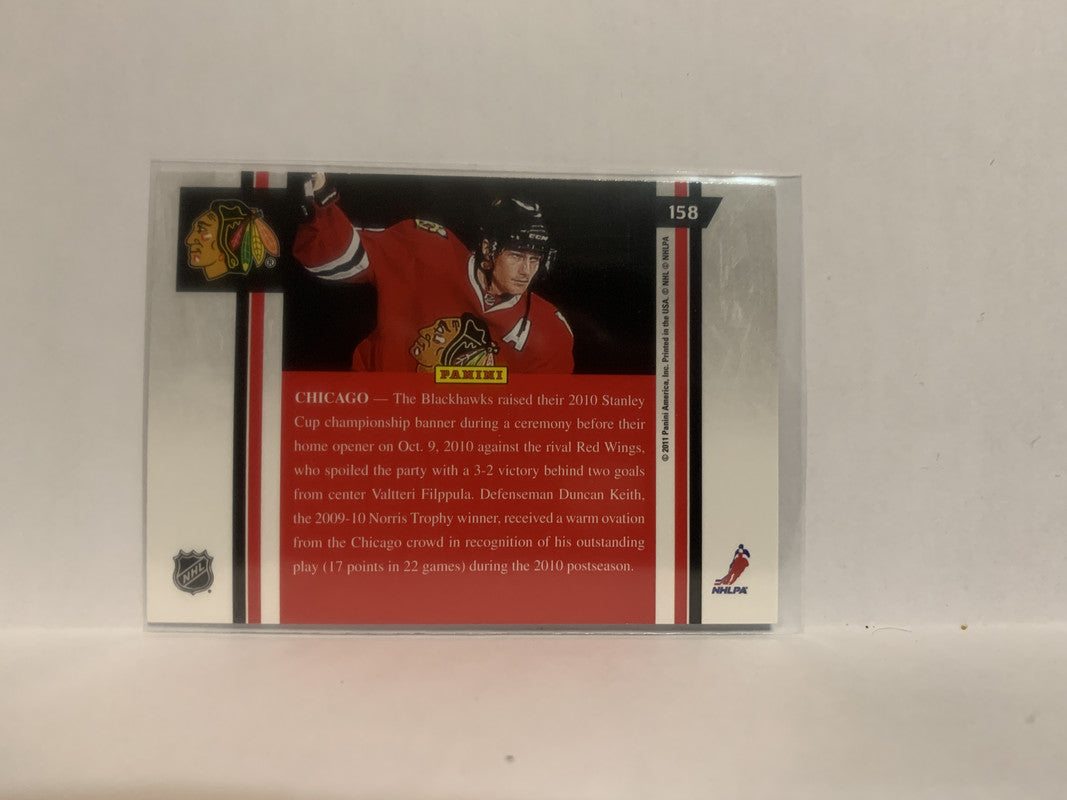 158
CCM
A
PANINI
CHICAGO — The Blackhawks raised their 2010 Stanley
Cup championship banner during a ceremony before their
home opener on Oct. 9, 2010 against the rival Red Wings,
who spoiled the party with a 3-2 victory behind two goals
from center Valtteri Filppula. Defenseman Duncan Keith,
the 2009-10 Norris Trophy winner, received a warm ovation
from the Chicago crowd in recognition of his outstanding
play (17 points in 22 games) during the 2010 postseason.
© 2011 Panini America, Inc. Printed in the USA. © NHL © NHLPA
NHL
®
NHLPA